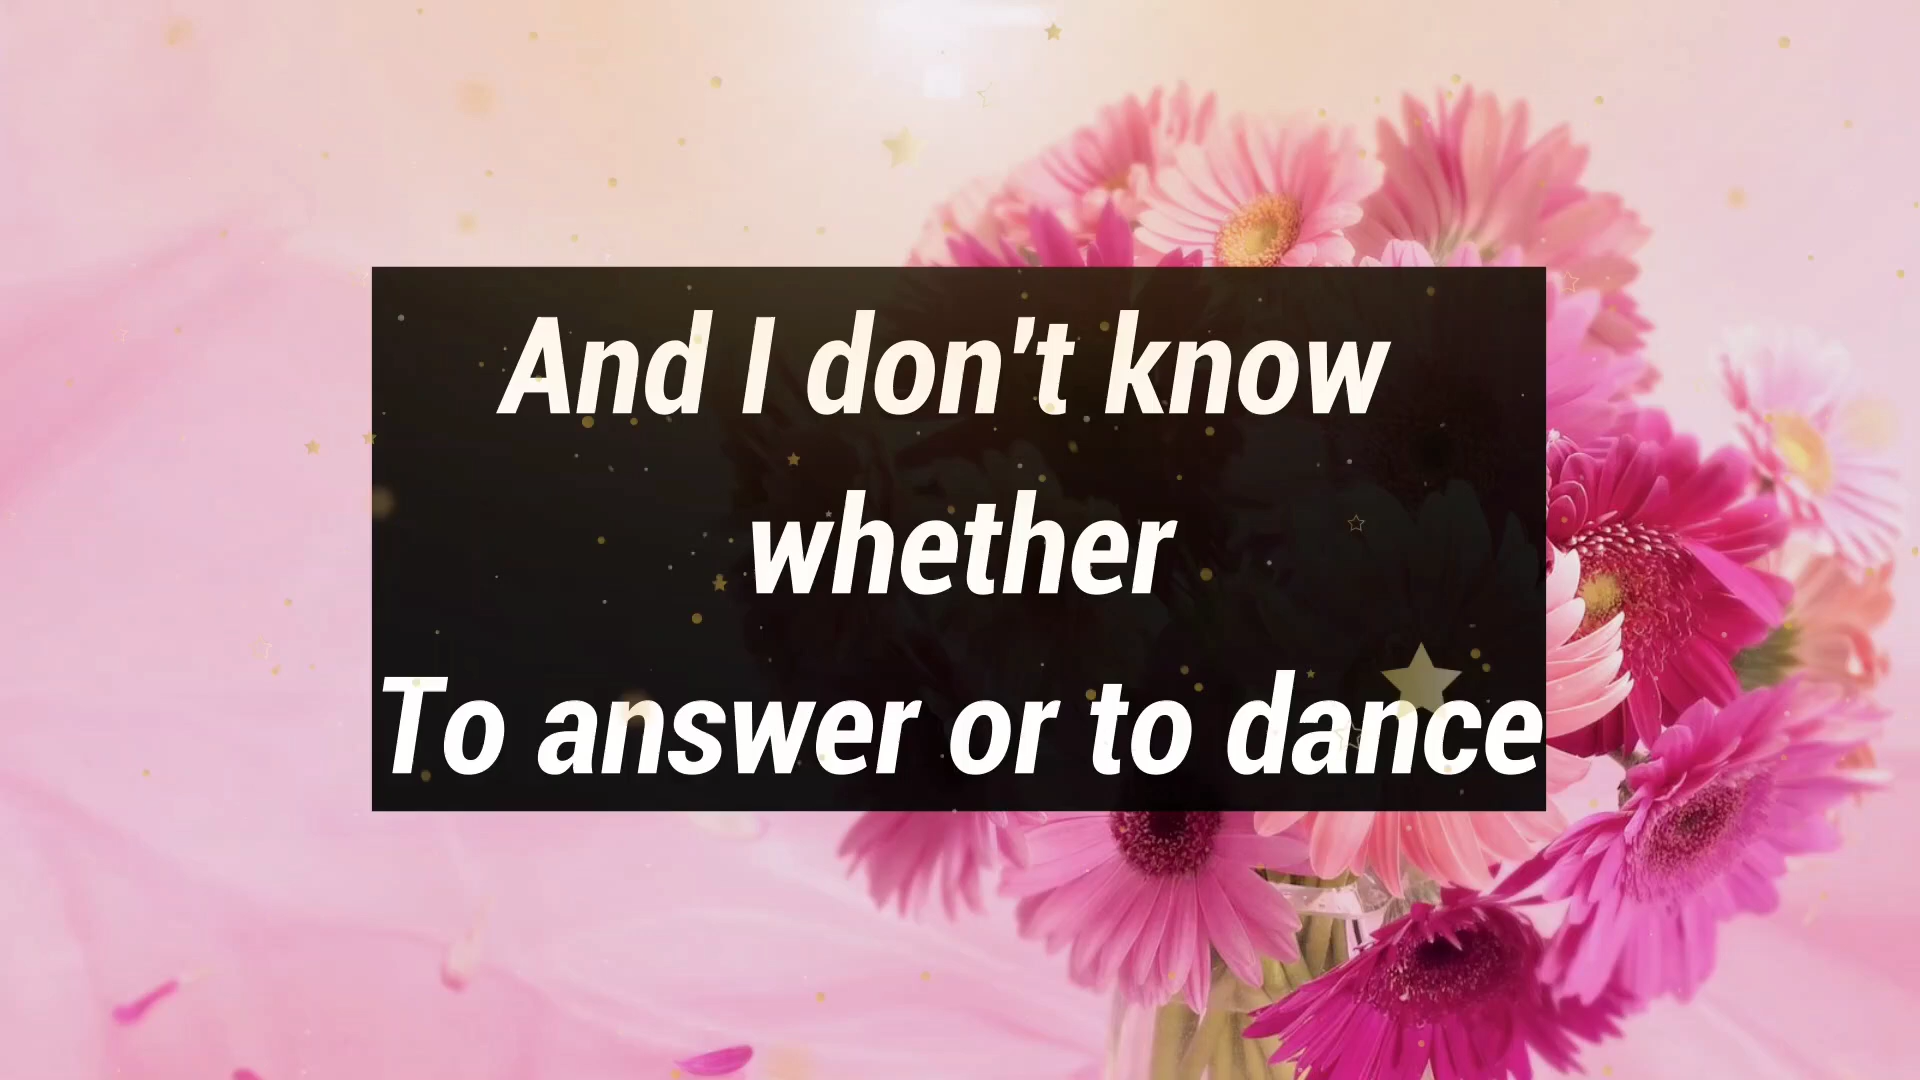 And I don't know
whether
To answer or to dance